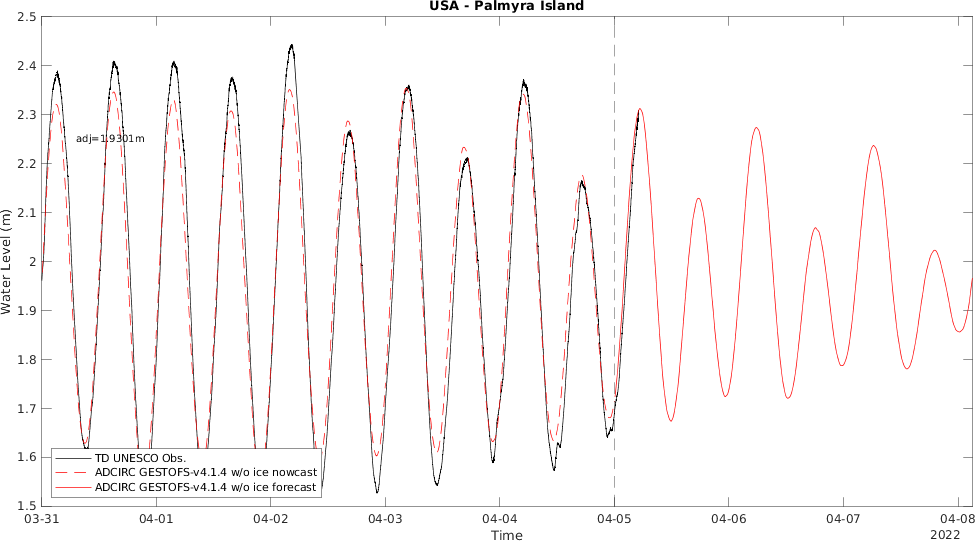 USA - Palmyra Island
2.5
2.4
2.3
2.2
2.1
2
1.9
1.8
1.7
1.6
1.5
Water Level (m)
adj=1.9301m
TD UNESCO Obs.
ADCIRC GESTOFS-v4.1.4 w/o ice nowcast
ADCIRC GESTOFS-v4.1.4 w/o ice forecast
03-31 04-01 04-02 04-03 04-04 04-05 04-06 04-07 04-08
Time
2022